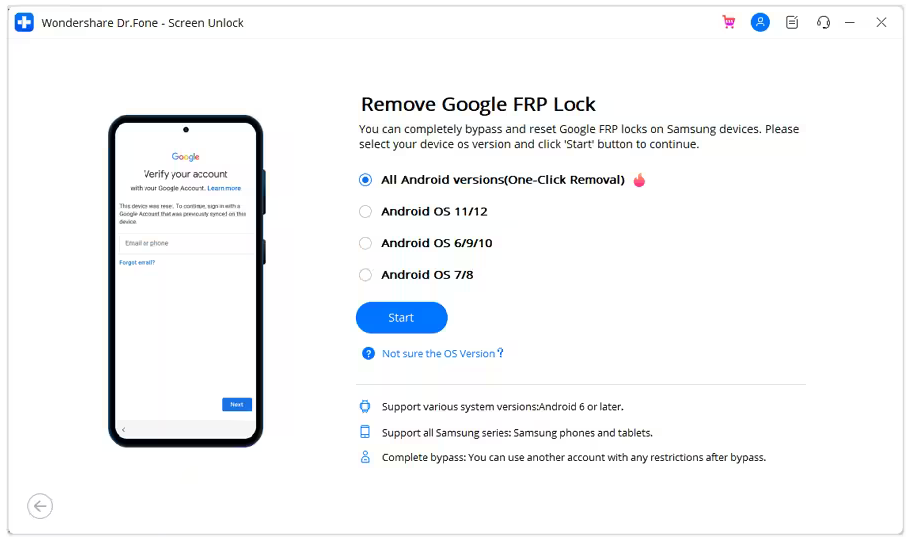 Wondershare Dr.Fone - Screen Unlock
Google
Verify your account
with your Google Account. Learn more
This device was reset. To continue, sign in with a
Google Account that was previously synced on this
device.
Email or phone
Forgot email?
Next
Remove Google FRP Lock
You can completely bypass and reset Google FRP locks on Samsung devices. Please
select your device os version and click 'Start' button to continue.
All Android versions(One-Click Removal)
Android OS 11/12
Android OS 6/9/10
Android OS 7/8
Start
? Not sure the OS Version?
Support various system versions:Android 6 or later.
Support all Samsung series: Samsung phones and tablets.
Complete bypass: You can use another account with any restrictions after bypass.